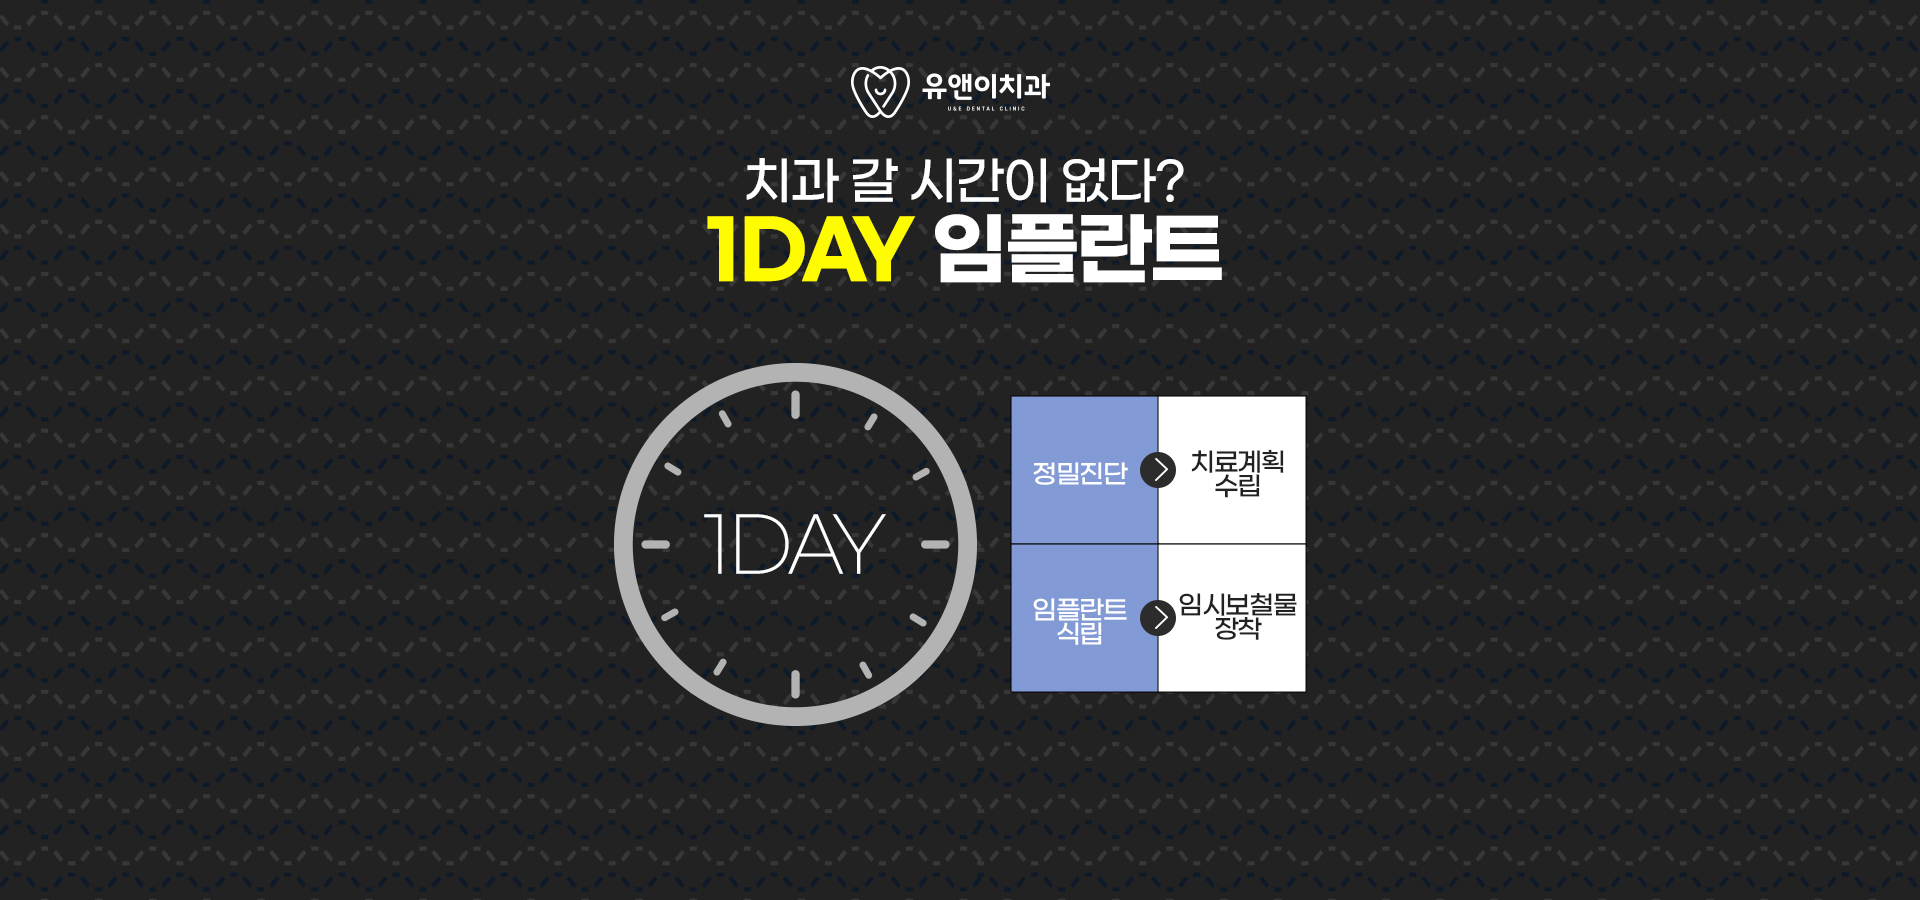 유앤이치과
U&E DENTAL CLINIC
치과 갈 시간이 없다?
1DAY 임플란트
1DAY
정밀진단
치료계획
수립
임플란트
식립
임시보철물
장착